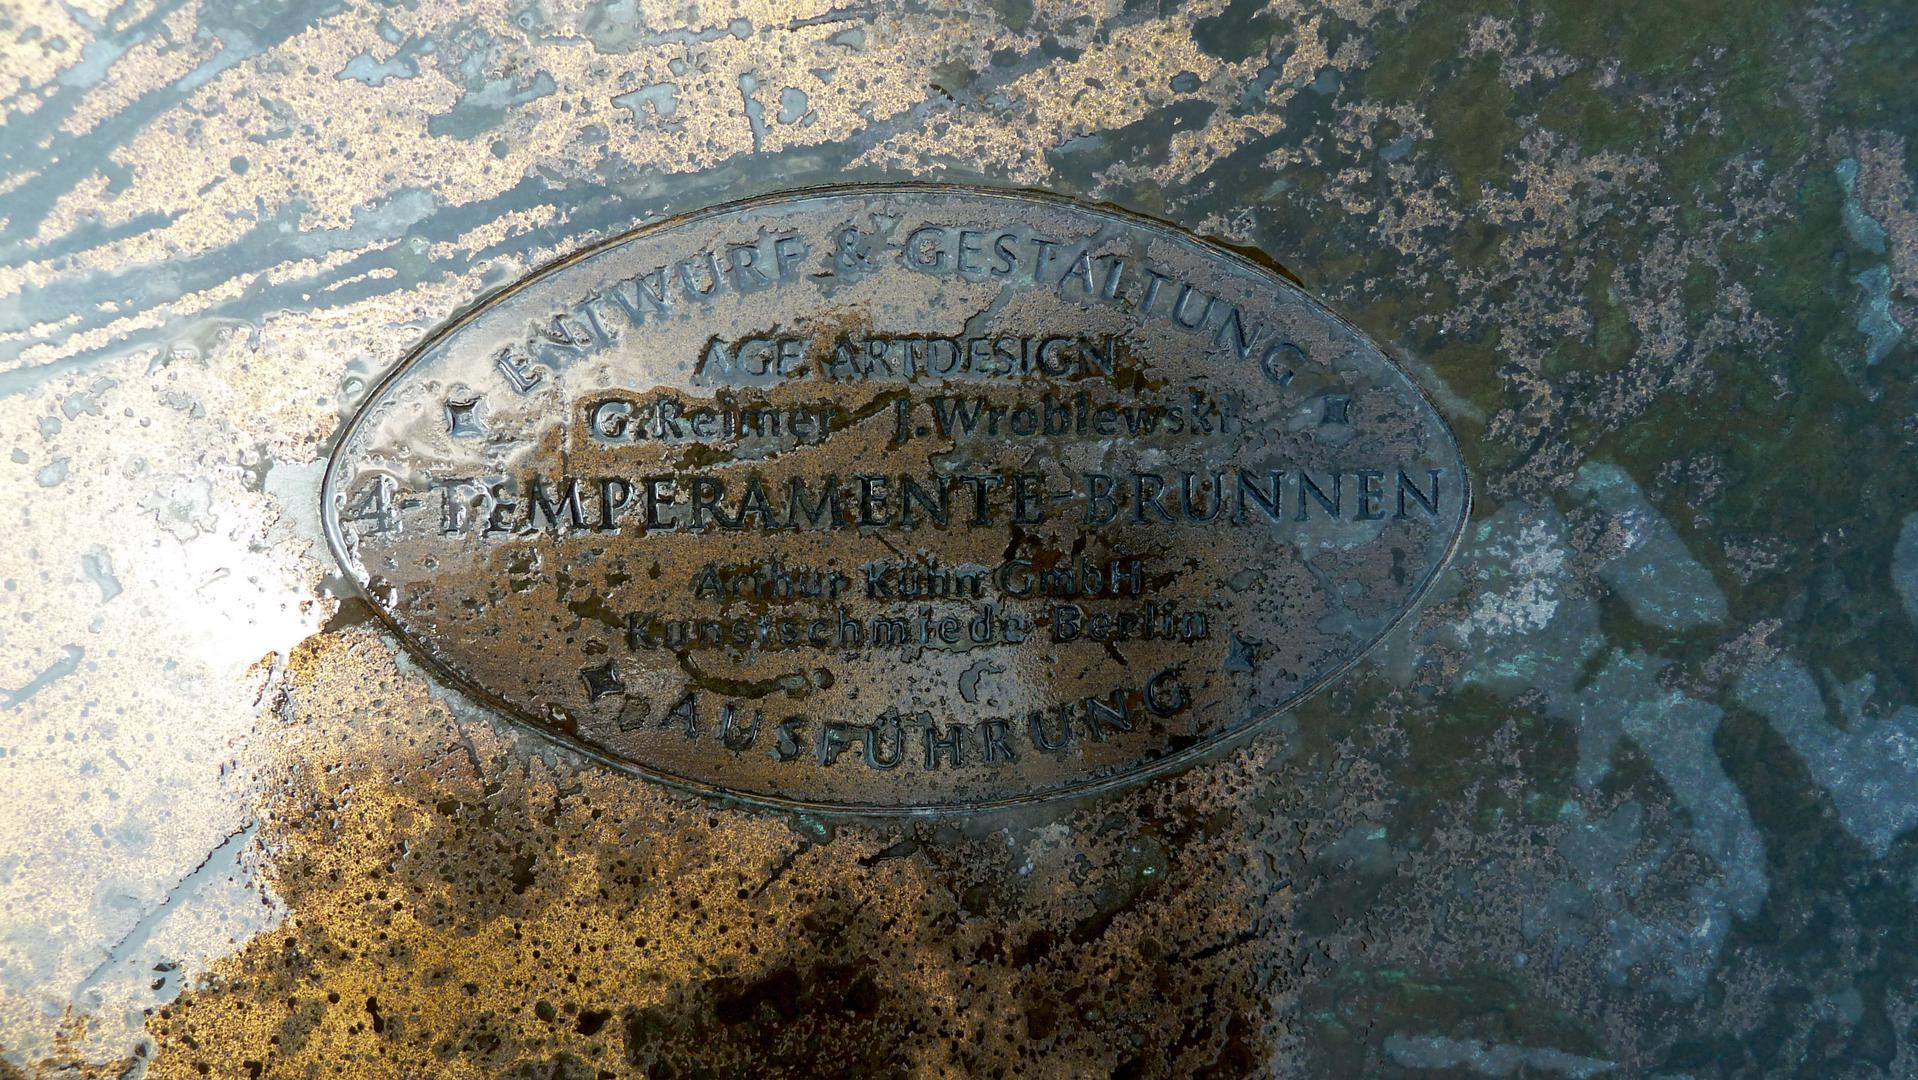 ENTWURF & GESTALTUNG
AGE ARTDESIGN
G.Reimer J.Wroblewski
4-TEMPERAMENTE-BRUNNEN
Arthur Kühn GmbH
Kunstschmiede Berlin
AUSFÜHRUNG